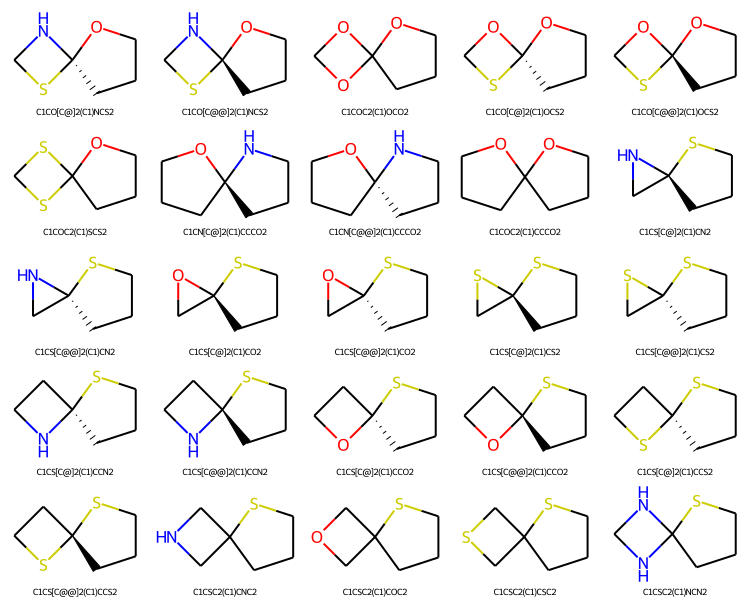 H H
N O N O O O O O O O
S S O S S
C1CO[C@]2(C1)NCS2
C1CO[C@@]2(C1)NCS2
C1COC2(C1)OCO2
C1CO[C@]2(C1)OCS2
C1CO[C@@]2(C1)OCS2
H H
S O O N O N O O HN S
S
C1COC2(C1)SCS2
C1CN[C@]2(C1)CCCO2
C1CN[C@@]2(C1)CCCO2
C1COC2(C1)CCCO2
C1CS[C@]2(C1)CN2
HN S O S O S S S S S
C1CS[C@@]2(C1)CN2
C1CS[C@]2(C1)CO2
C1CS[C@@]2(C1)CO2
C1CS[C@]2(C1)CS2
C1CS[C@@]2(C1)CS2
S S S S S
N N O O S
H H
C1CS[C@]2(C1)CCN2
C1CS[C@@]2(C1)CCN2
C1CS[C@]2(C1)CCO2
C1CS[C@@]2(C1)CCO2
C1CS[C@]2(C1)CCS2
H
S S S S N S
HN O S
S N
H
C1CS[C@@]2(C1)CCS2
C1CSC2(C1)CNC2
C1CSC2(C1)COC2
C1CSC2(C1)CSC2
C1CSC2(C1)NCN2